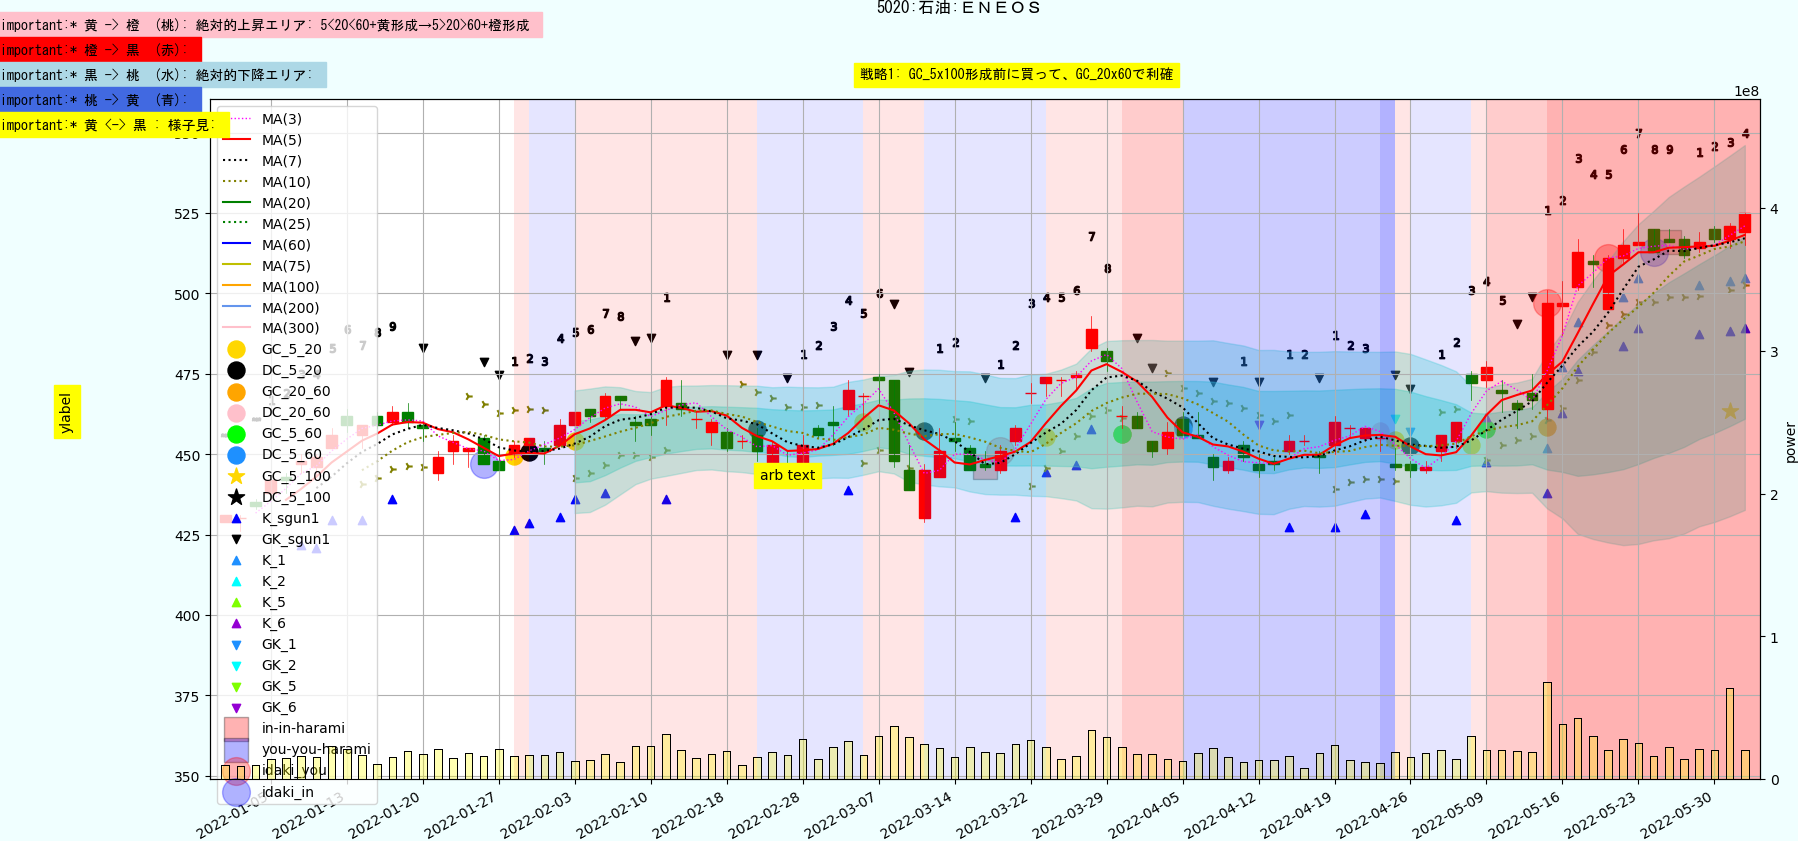 5020:石油:ＥＮＥＯＳ
important:* 黄 -> 橙 (桃): 絶対的上昇エリア: 5<20<60+黄形成→5>20>60+橙形成
important:* 橙 -> 黒 (赤):
important:* 黒 -> 桃 (水): 絶対的下降エリア:
important:* 桃 -> 黄 (青):
important:* 黄 <-> 黒 : 様子見:
戦略1: GC_5x100形成前に買って、GC_20x60で利確
1e8
MA(3)
MA(5)
MA(7)
MA(10)
MA(20)
MA(25)
MA(60)
MA(75)
MA(100)
MA(200)
MA(300)
GC_5_20
DC_5_20
GC_20_60
DC_20_60
GC_5_60
DC_5_60
GC_5_100
DC_5_100
K_sgun1
GK_sgun1
K_1
K_2
K_5
K_6
GK_1
GK_2
GK_5
GK_6
in-in-harami
you-you-harami
idaki_you
idaki_in
arb text
ylabel
power
525
500
475
450
425
400
375
350
4
3
2
1
0
2022-01-05
2022-01-13
2022-01-20
2022-01-27
2022-02-03
2022-02-10
2022-02-18
2022-02-28
2022-03-07
2022-03-14
2022-03-22
2022-03-29
2022-04-05
2022-04-12
2022-04-19
2022-04-26
2022-05-09
2022-05-16
2022-05-23
2022-05-30